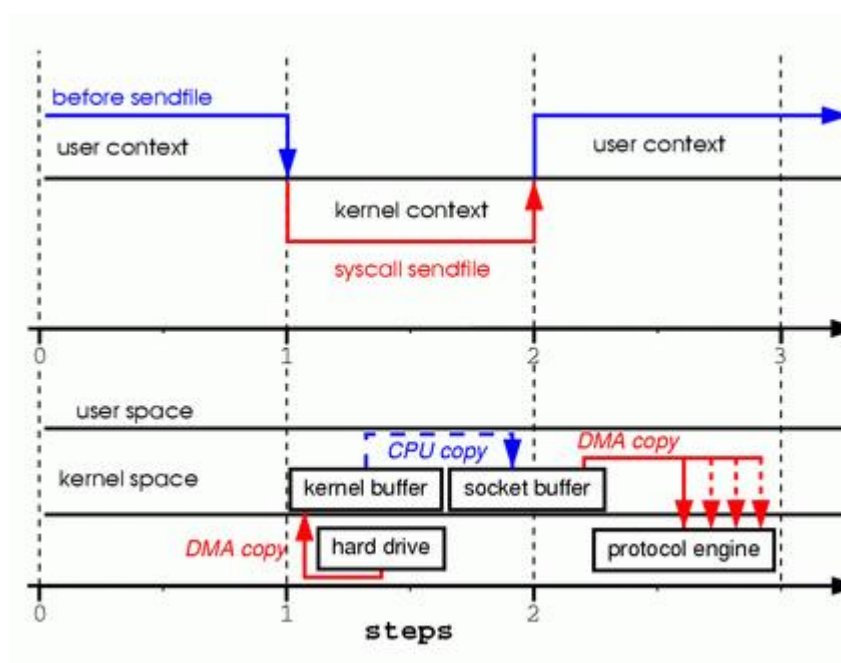 before sendfile
user context
user context
kernel context
syscall sendfile
0 1 2 3
user space
CPU copy
DMA copy
kernel space
kernel buffer
socket buffer
DMA copy
hard drive
protocol engine
0 1 2
steps